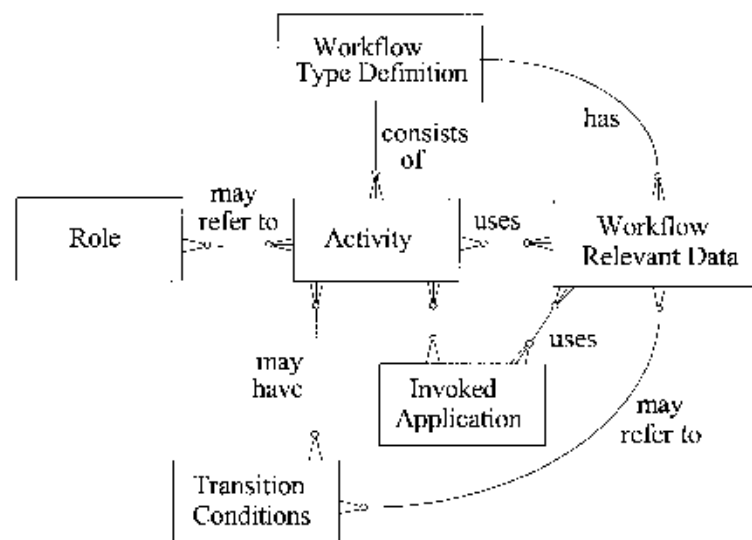 Workflow
Type Definition
has
consists
of
may
refer to
Role
Activity
uses
Workflow
Relevant Data
uses
may
have
Invoked
Application
may
refer to
Transition
Conditions